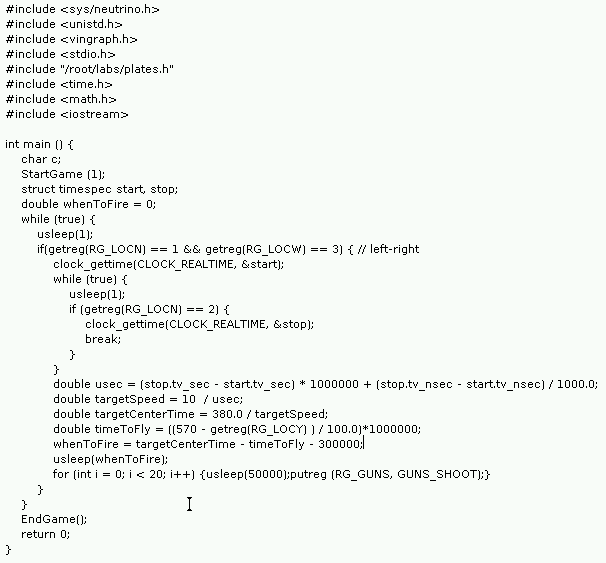 #include <sys/neutrino.h>
#include <unistd.h>
#include <vingraph.h>
#include <stdio.h>
#include "/root/labs/plates.h"
#include <time.h>
#include <math.h>
#include <iostream>
int main () {
char c;
StartGame (1);
struct timespec start, stop;
double whenToFire = 0;
while (true) {
usleep(1);
if(getreg(RG_LOCN) == 1 && getreg(RG_LOCW) == 3) { // left-right
clock_gettime(CLOCK_REALTIME, &start);
while (true) {
usleep(1);
if (getreg(RG_LOCN) == 2) {
clock_gettime(CLOCK_REALTIME, &stop);
break;
}
}
double usec = (stop.tv_sec - start.tv_sec) * 1000000 + (stop.tv_nsec - start.tv_nsec) / 1000.0;
double targetSpeed = 10  / usec;
double targetCenterTime = 380.0 / targetSpeed;
double timeToFly = ((570 - getreg(RG_LOCY) ) / 100.0)*1000000;
whenToFire = targetCenterTime - timeToFly - 300000;
usleep(whenToFire);
for (int i = 0; i < 20; i++) {usleep(50000);putreg (RG_GUNS, GUNS_SHOOT);}
}
}
EndGame();
return 0;
}